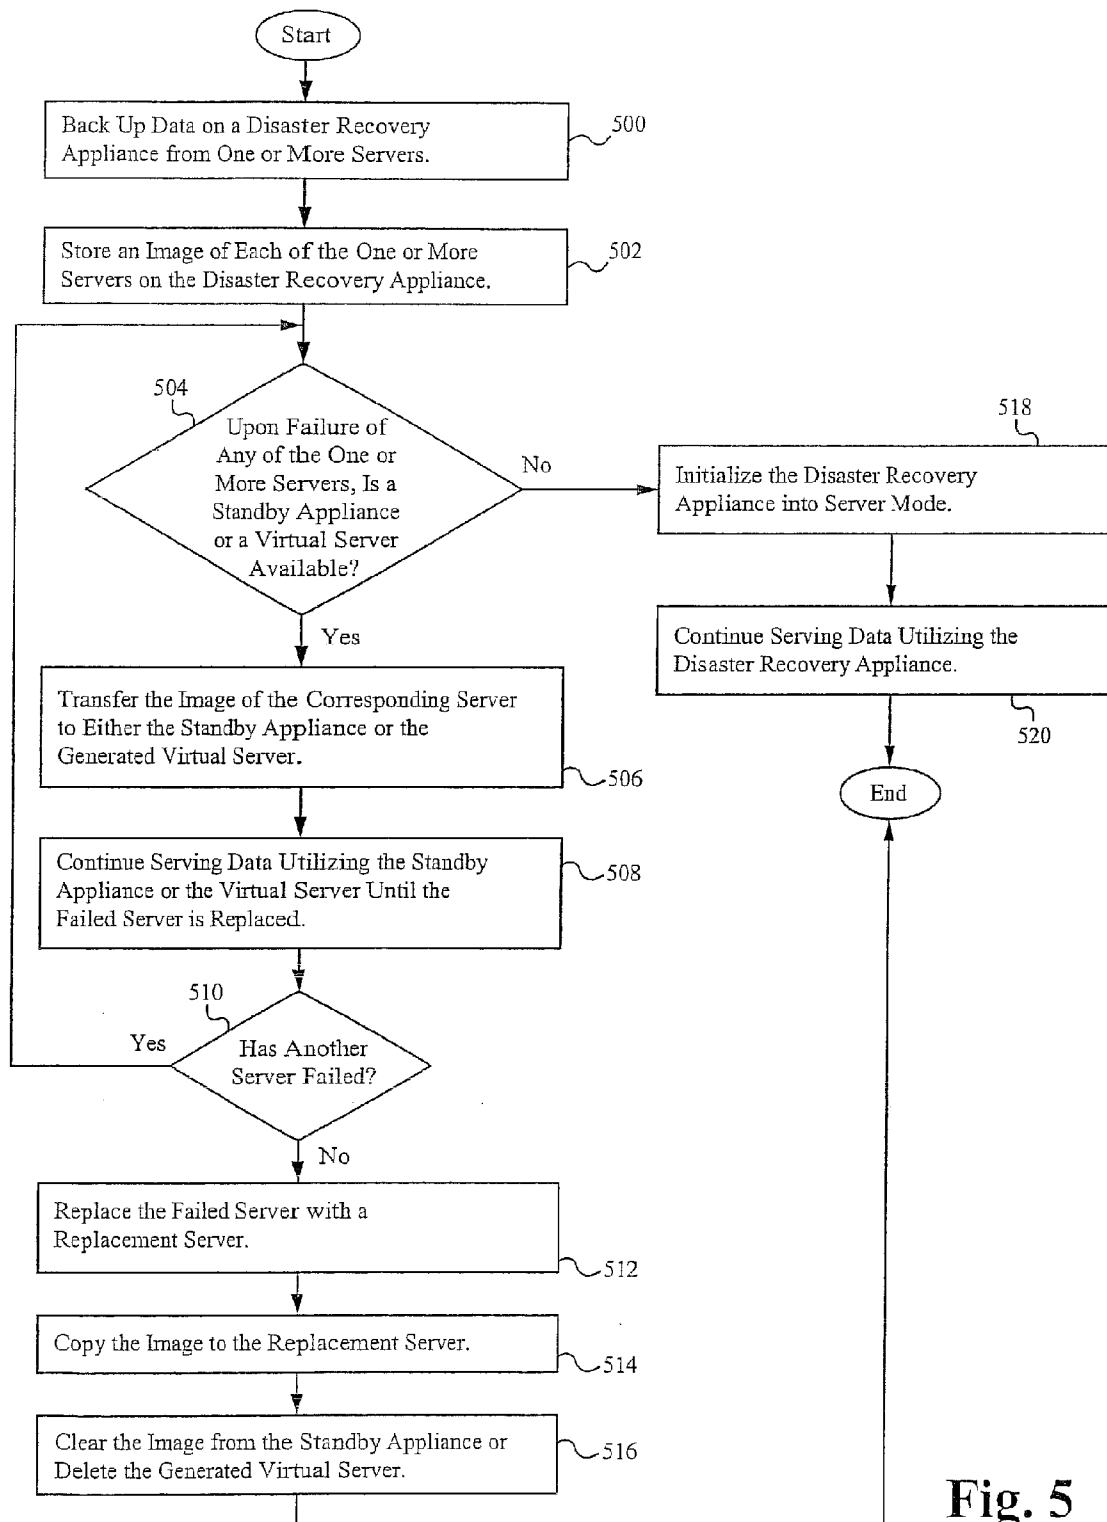 Start
Back Up Data on a Disaster Recovery
Appliance from One or More Servers.
500
Store an Image of Each of the One or More
Servers on the Disaster Recovery Appliance.
502
504
Upon Failure of
Any of the One or
More Servers, Is a
Standby Appliance
or a Virtual Server
Available?
No
Yes
518
Initialize the Disaster Recovery
Appliance into Server Mode.
Continue Serving Data Utilizing the
Disaster Recovery Appliance.
520
End
Transfer the Image of the Corresponding Server
to Either the Standby Appliance or the
Generated Virtual Server.
506
Continue Serving Data Utilizing the Standby
Appliance or the Virtual Server Until the
Failed Server is Replaced.
508
510
Yes
Has Another
Server Failed?
No
Replace the Failed Server with a
Replacement Server.
512
Copy the Image to the Replacement Server.
514
Clear the Image from the Standby Appliance or
Delete the Generated Virtual Server.
516
Fig. 5